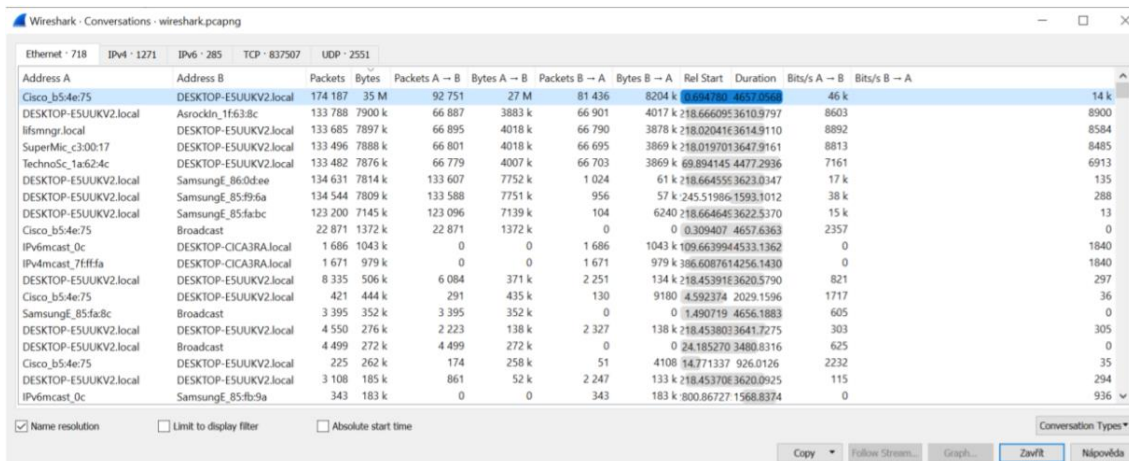 Wireshark · Conversations · wireshark.pcapng
Ethernet · 718 IPv4 · 1271 IPv6 · 285 TCP · 837507 UDP · 2551
Address A Address B Packets Bytes Packets A → B Bytes A → B Packets B → A Bytes B → A Rel Start Duration Bits/s A → B Bits/s B → A
Cisco_b5:4e:75 DESKTOP-E5UUKV2.local 174 187 35 M 92 751 27 M 81 436 8204 k 0.694780 4657.0568 46 k 14 k
DESKTOP-E5UUKV2.local AsrockIn_1f:63:8c 133 788 7900 k 66 887 3883 k 66 901 4017 k 3610.9797 8603 8900
lifsmngr.local DESKTOP-E5UUKV2.local 133 685 7897 k 66 895 4018 k 66 790 3878 k 3614.9110 8892 8584
SuperMic_c3:00:17 DESKTOP-E5UUKV2.local 133 496 7888 k 66 801 4018 k 66 695 3869 k 3647.9161 8813 8485
TechnoSc_1a:62:4c DESKTOP-E5UUKV2.local 133 482 7876 k 66 779 4007 k 66 703 3869 k 69.894145 4477.2936 7161 6913
DESKTOP-E5UUKV2.local SamsungE_86:0d:ee 134 631 7814 k 133 607 7752 k 1 024 61 k 3623.0347 17 k 135
DESKTOP-E5UUKV2.local SamsungE_85:f9:6a 134 544 7809 k 133 588 7751 k 956 57 k 1593.1012 38 k 288
DESKTOP-E5UUKV2.local SamsungE_85:fa:bc 123 200 7145 k 123 096 7139 k 104 6240 3622.5370 15 k 13
Cisco_b5:4e:75 Broadcast 22 871 1372 k 22 871 1372 k 0 0 0.309407 4657.6363 2357 0
IPv6mcast_0c DESKTOP-CICA3RA.local 1 686 1043 k 0 0 1 686 1043 k 4533.1362 0 1840
IPv4mcast_7f:ff:fa DESKTOP-CICA3RA.local 1 671 979 k 0 0 1 671 979 k 4256.1430 0 1840
DESKTOP-E5UUKV2.local DESKTOP-E5UUKV2.local 8 335 506 k 6 084 371 k 2 251 134 k 3620.5790 821 297
Cisco_b5:4e:75 DESKTOP-E5UUKV2.local 421 444 k 291 435 k 130 9180 4.592374 2029.1596 1717 36
SamsungE_85:fa:8c Broadcast 3 395 352 k 3 395 352 k 0 0 1.490719 4656.1883 605 0
DESKTOP-E5UUKV2.local DESKTOP-E5UUKV2.local 4 550 276 k 2 223 138 k 2 327 138 k 3641.7275 303 305
DESKTOP-E5UUKV2.local Broadcast 4 499 272 k 4 499 272 k 0 0 24.185270 3480.8316 625 0
Cisco_b5:4e:75 DESKTOP-E5UUKV2.local 225 262 k 174 258 k 51 4108 14.771337 926.0126 2232 35
DESKTOP-E5UUKV2.local DESKTOP-E5UUKV2.local 3 108 185 k 861 52 k 2 247 133 k 3620.0925 115 294
IPv6mcast_0c SamsungE_85:fb:9a 343 183 k 0 0 343 183 k 1568.8374 0 936
Name resolution Limit to display filter Absolute start time Conversation Types
Copy Follow Stream... Graph... Zavřít Nápověda